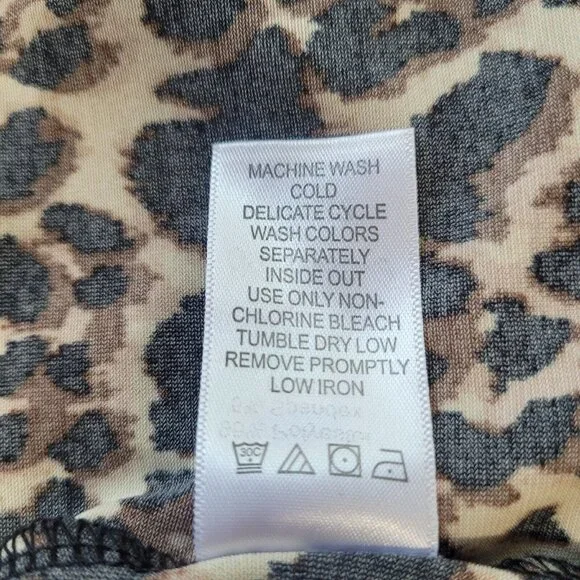 MACHINE WASH
COLD
DELICATE CYCLE
WASH COLORS
SEPARATELY
INSIDE OUT
USE ONLY NON-
CHLORINE BLEACH
TUMBLE DRY LOW
REMOVE PROMPTLY
LOW IRON
30C